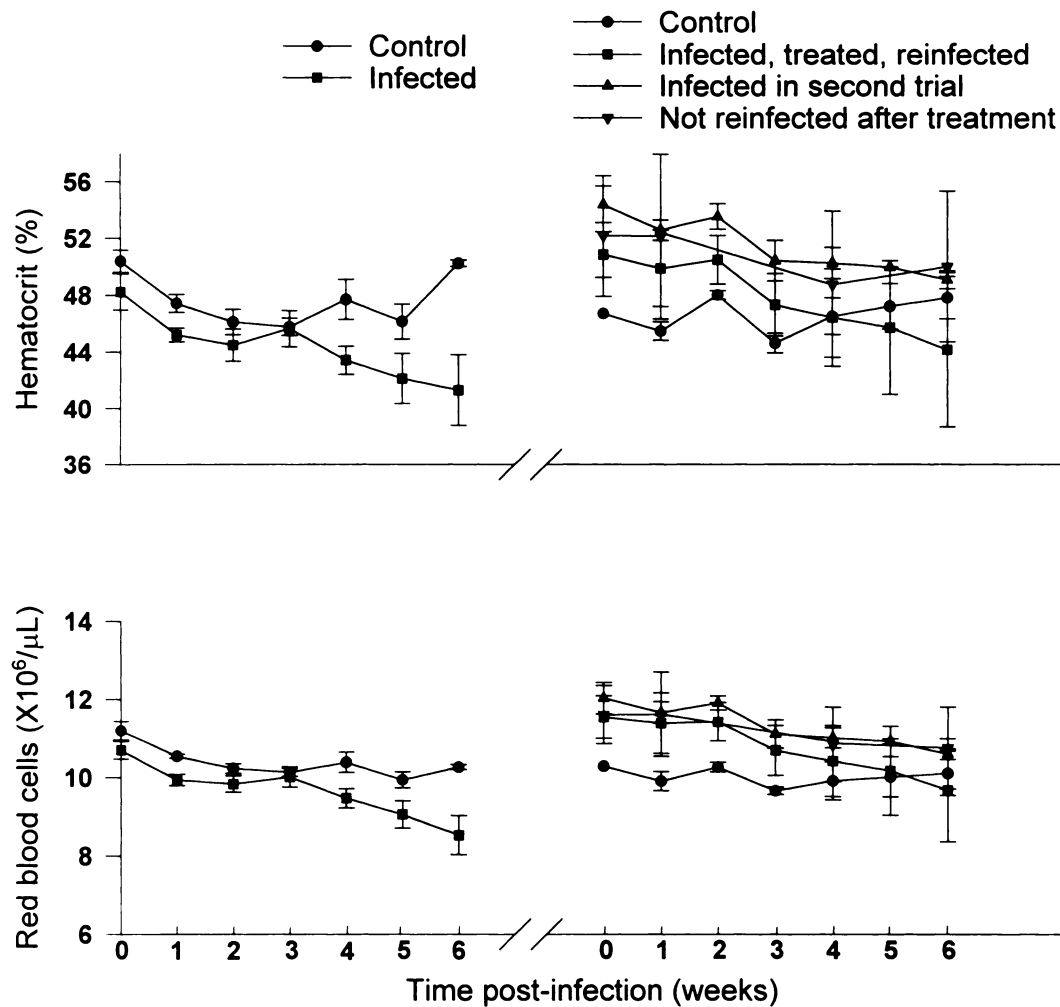 Control
Infected
Control
Infected, treated, reinfected
Infected in second trial
Not reinfected after treatment
Hematocrit (%)
56
52
48
44
40
36
Red blood cells (X10⁶/µL)
14
12
10
8
6
0 1 2 3 4 5 6 0 1 2 3 4 5 6
Time post-infection (weeks)